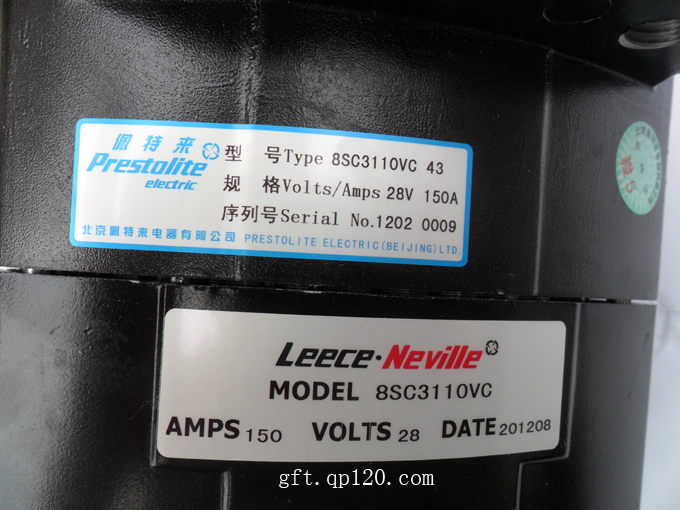 佩特来
Prestolite
electric
型 号Type 8SC3110VC 43
规 格Volts/Amps 28V 150A
序列号Serial No.1202 0009
北京佩特来电器有限公司 PRESTOLITE ELECTRIC(BEIJING)LTD.
Leece·Neville
MODEL 8SC3110VC
AMPS 150 VOLTS 28 DATE 201208
gft.qp120.com